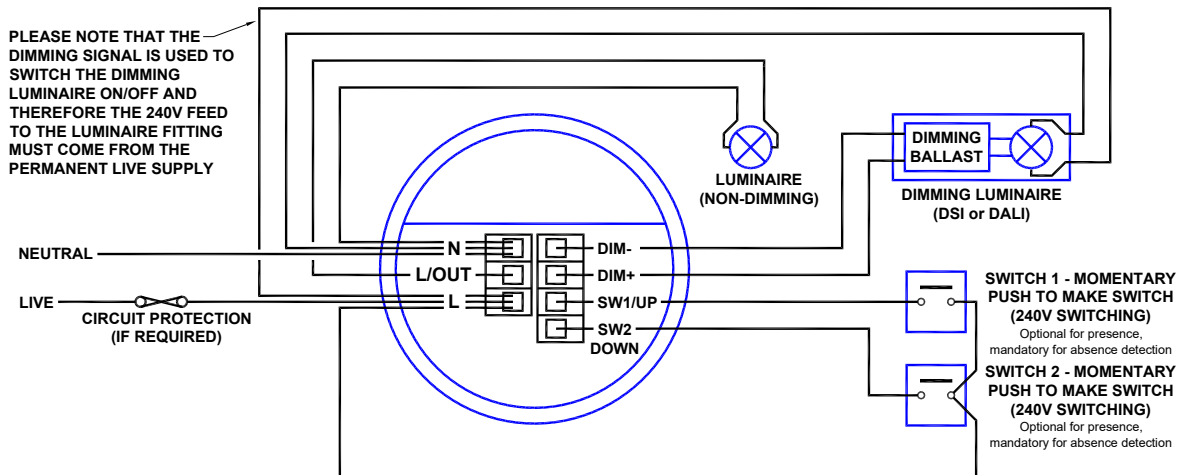 PLEASE NOTE THAT THE
DIMMING SIGNAL IS USED TO
SWITCH THE DIMMING
LUMINAIRE ON/OFF AND
THEREFORE THE 240V FEED
TO THE LUMINAIRE FITTING
MUST COME FROM THE
PERMANENT LIVE SUPPLY
LUMINAIRE
(NON-DIMMING)
DIMMING
BALLAST
DIMMING LUMINAIRE
(DSI or DALI)
NEUTRAL
LIVE
CIRCUIT PROTECTION
(IF REQUIRED)
N
L/OUT
L
DIM-
DIM+
SW1/UP
SW2
DOWN
SWITCH 1 - MOMENTARY
PUSH TO MAKE SWITCH
(240V SWITCHING)
Optional for presence,
mandatory for absence detection
SWITCH 2 - MOMENTARY
PUSH TO MAKE SWITCH
(240V SWITCHING)
Optional for presence,
mandatory for absence detection